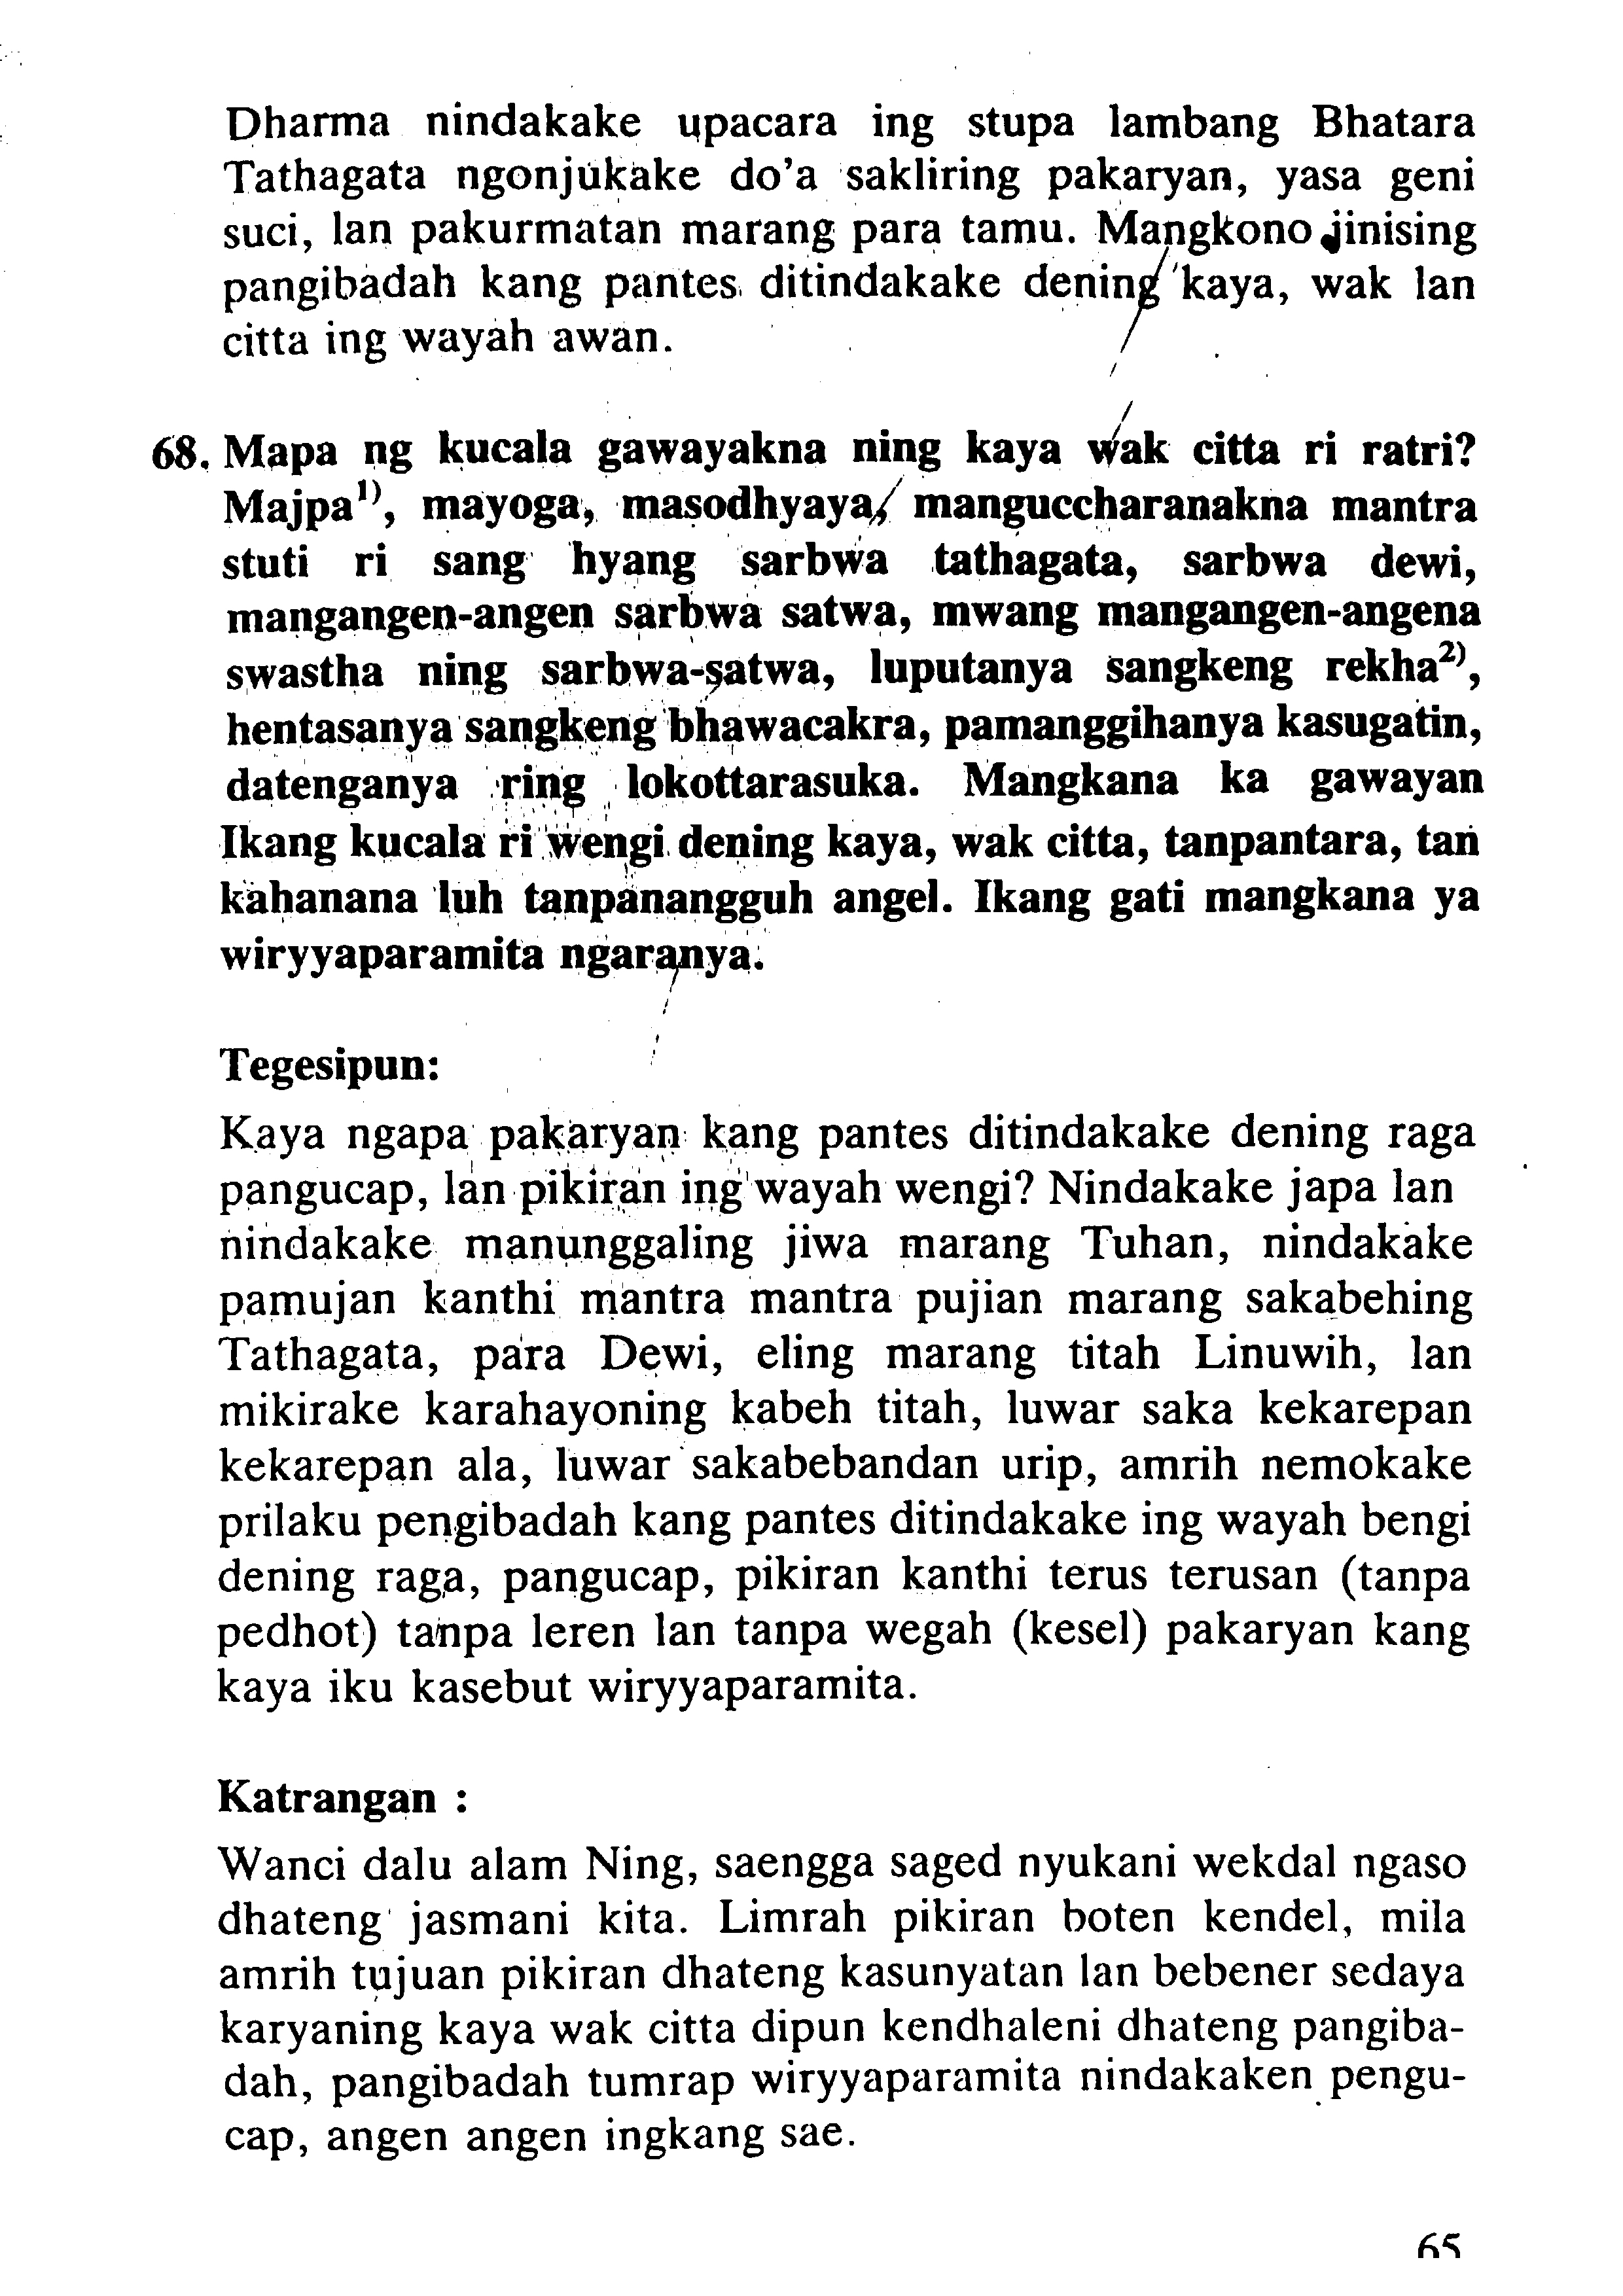 Dharma nindakake upacara ing stupa lambang Bhatara
Tathagata ngonjukake do'a sakliring pakaryan, yasa geni
suci, lan pakurmatan marang para tamu. Mangkono jinising
pangibadah kang pantes ditindakake dening kaya, wak lan
citta ing wayah awan.
68. Mapa ng kucala gawayakna ning kaya wak citta ri ratri?
Majpa¹⁾, mayoga, masodhyaya, manguccharanakna mantra
stuti ri sang hyang sarbwa tathagata, sarbwa dewi,
mangangen-angen sarbwa satwa, mwang mangangen-angena
swastha ning sarbwa-satwa, luputanya sangkeng rekha²⁾,
hentasanya sangkeng bhawacakra, pamanggihanya kasugatin,
datenganya ring lokottarasuka. Mangkana ka gawayan
Ikang kucala ri wengi dening kaya, wak citta, tanpantara, tan
kahanana luh tanpanangguh angel. Ikang gati mangkana ya
wiryyaparamita ngaranya.
Tegesipun:
Kaya ngapa pakaryan kang pantes ditindakake dening raga
pangucap, lan pikiran ing wayah wengi? Nindakake japa lan
nindakake manunggaling jiwa marang Tuhan, nindakake
pamujan kanthi mantra mantra pujian marang sakabehing
Tathagata, para Dewi, eling marang titah Linuwih, lan
mikirake karahayoning kabeh titah, luwar saka kekarepan
kekarepan ala, luwar sakabebandan urip, amrih nemokake
prilaku pengibadah kang pantes ditindakake ing wayah bengi
dening raga, pangucap, pikiran kanthi terus terusan (tanpa
pedhot) tanpa leren lan tanpa wegah (kesel) pakaryan kang
kaya iku kasebut wiryyaparamita.
Katrangan :
Wanci dalu alam Ning, saengga saged nyukani wekdal ngaso
dhateng jasmani kita. Limrah pikiran boten kendel, mila
amrih tujuan pikiran dhateng kasunyatan lan bebener sedaya
karyaning kaya wak citta dipun kendhaleni dhateng pangiba-
dah, pangibadah tumrap wiryyaparamita nindakaken pengu-
cap, angen angen ingkang sae.
65